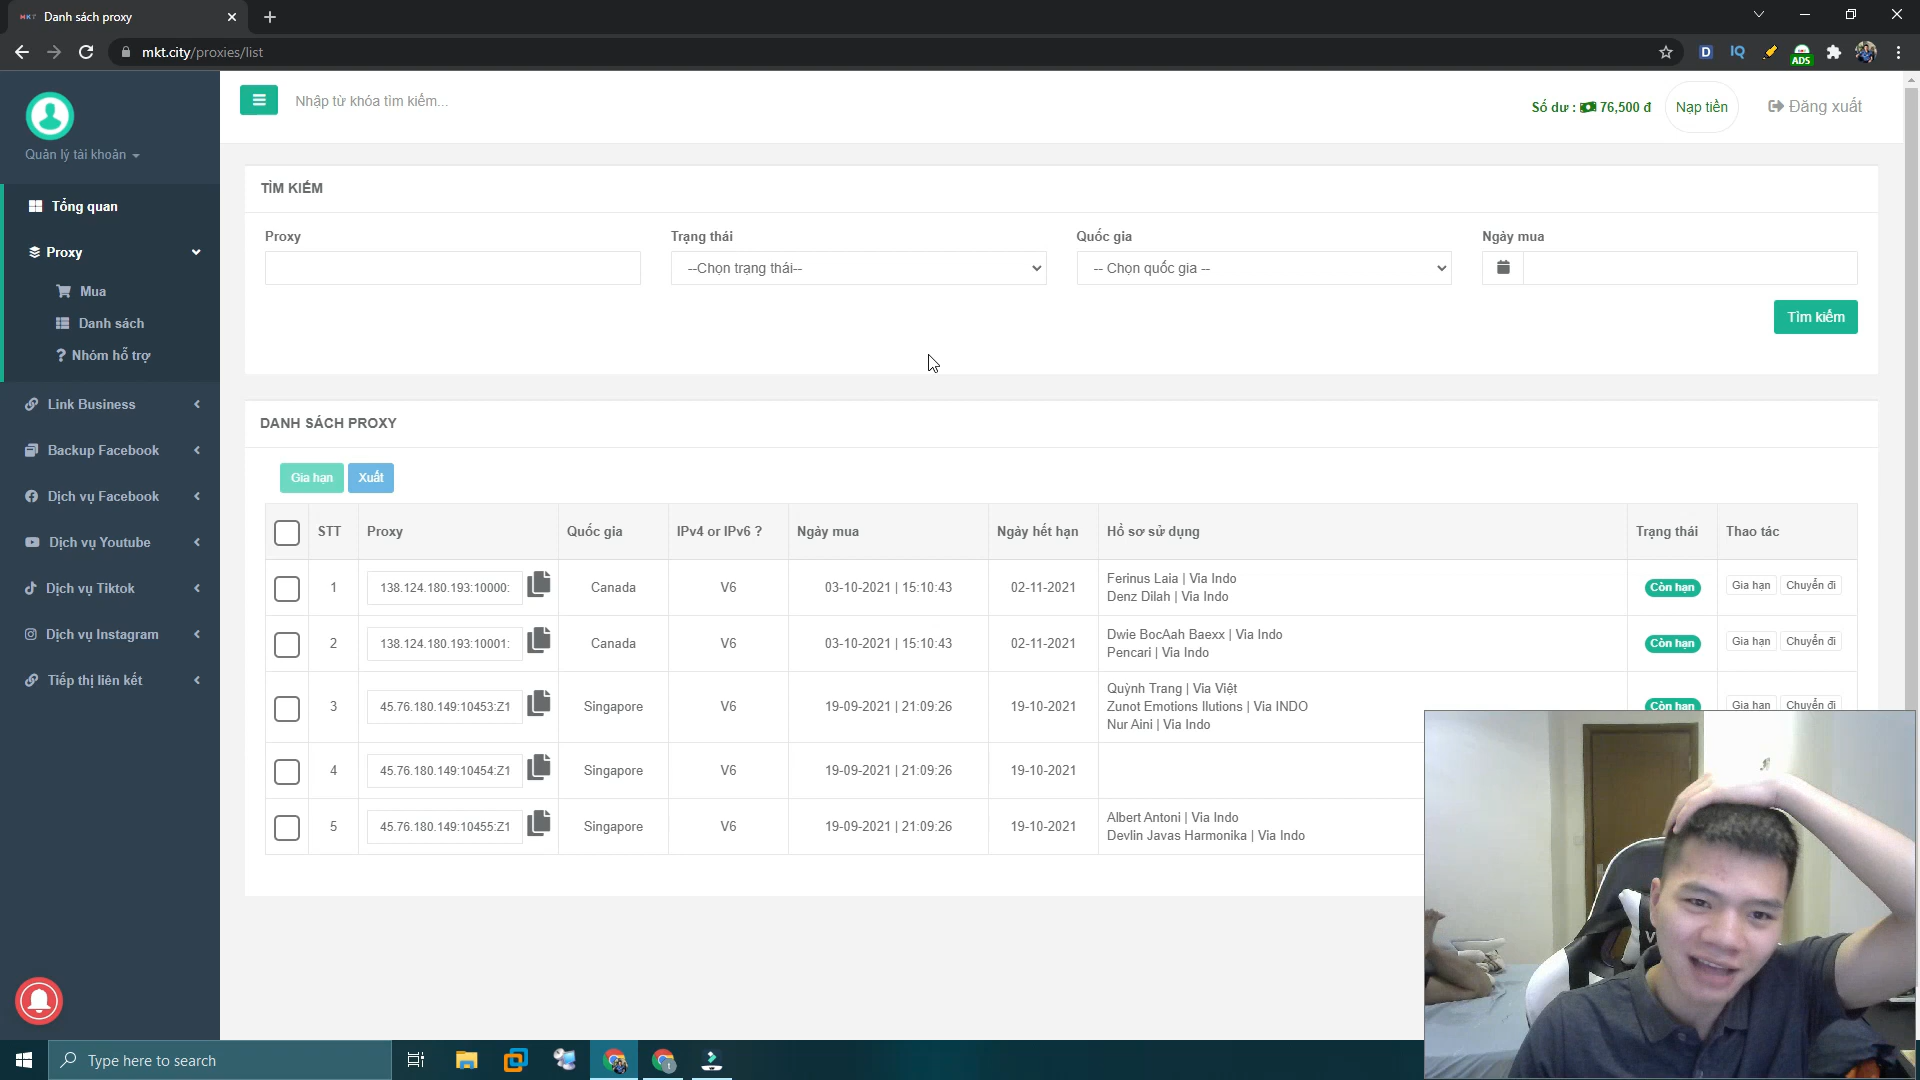 MKT Danh sách proxy
mkt.city/proxies/list
D IQ ADS
Nhập từ khóa tìm kiếm...
Số dư : 76,500 đ Nạp tiền Đăng xuất
Quản lý tài khoản
Tổng quan
Proxy
Mua
Danh sách
? Nhóm hỗ trợ
Link Business
Backup Facebook
Dịch vụ Facebook
Dịch vụ Youtube
Dịch vụ Tiktok
Dịch vụ Instagram
Tiếp thị liên kết
TÌM KIẾM
Proxy Trạng thái Quốc gia Ngày mua
--Chọn trạng thái-- -- Chọn quốc gia --
Tìm kiếm
DANH SÁCH PROXY
Gia hạn Xuất
STT Proxy Quốc gia IPv4 or IPv6 ? Ngày mua Ngày hết hạn Hồ sơ sử dụng Trạng thái Thao tác
1 138.124.180.193:10000: Canada V6 03-10-2021 | 15:10:43 02-11-2021 Ferinus Laia | Via Indo Còn hạn Gia hạn Chuyển đi
Denz Dilah | Via Indo
2 138.124.180.193:10001: Canada V6 03-10-2021 | 15:10:43 02-11-2021 Dwie BocAah Baexx | Via Indo Còn hạn Gia hạn Chuyển đi
Pencari | Via Indo
3 45.76.180.149:10453:Z1 Singapore V6 19-09-2021 | 21:09:26 19-10-2021 Quỳnh Trang | Via Việt Còn hạn Gia hạn Chuyển đi
Zunot Emotions Ilutions | Via INDO
Nur Aini | Via Indo
4 45.76.180.149:10454:Z1 Singapore V6 19-09-2021 | 21:09:26 19-10-2021
5 45.76.180.149:10455:Z1 Singapore V6 19-09-2021 | 21:09:26 19-10-2021 Albert Antoni | Via Indo
Devlin Javas Harmonika | Via Indo
Type here to search